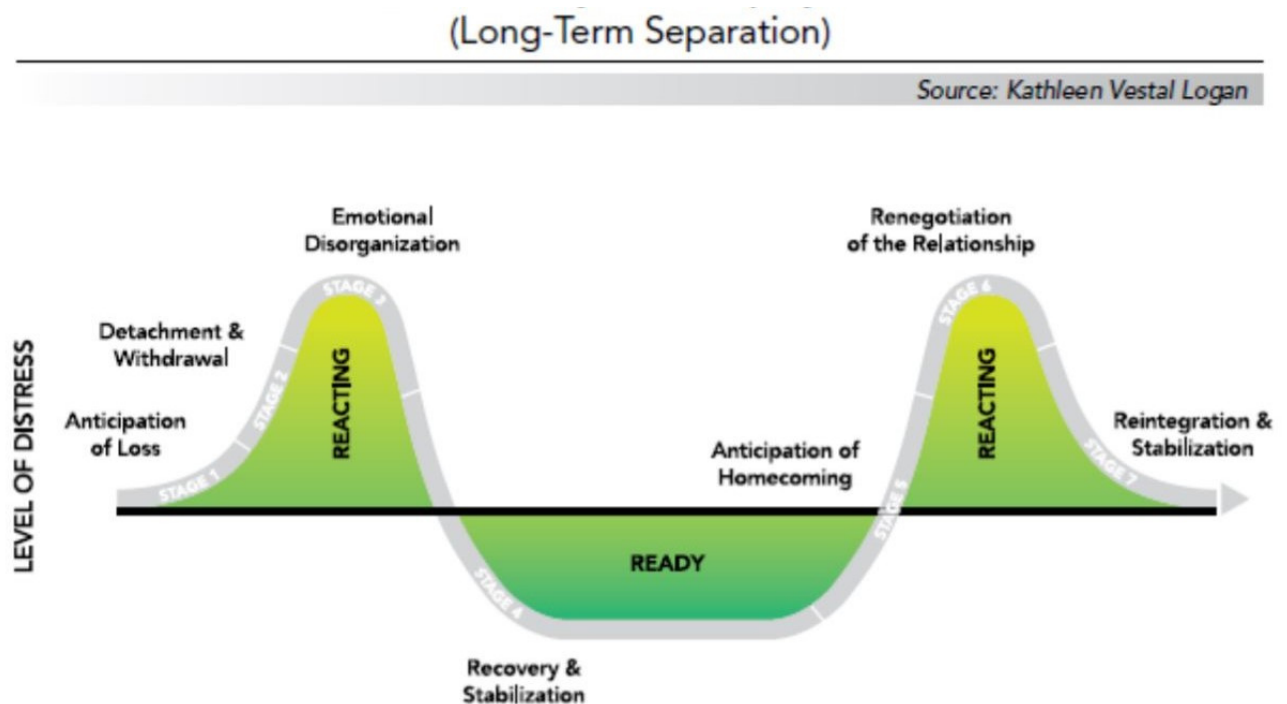 (Long-Term Separation)
Source: Kathleen Vestal Logan
LEVEL OF DISTRESS
Anticipation
of Loss
STAGE 1
Detachment &
Withdrawal
STAGE 2
Emotional
Disorganization
STAGE 3
REACTING
STAGE 4
Recovery &
Stabilization
READY
Anticipation of
Homecoming
STAGE 5
Renegotiation
of the Relationship
STAGE 6
REACTING
STAGE 7
Reintegration &
Stabilization